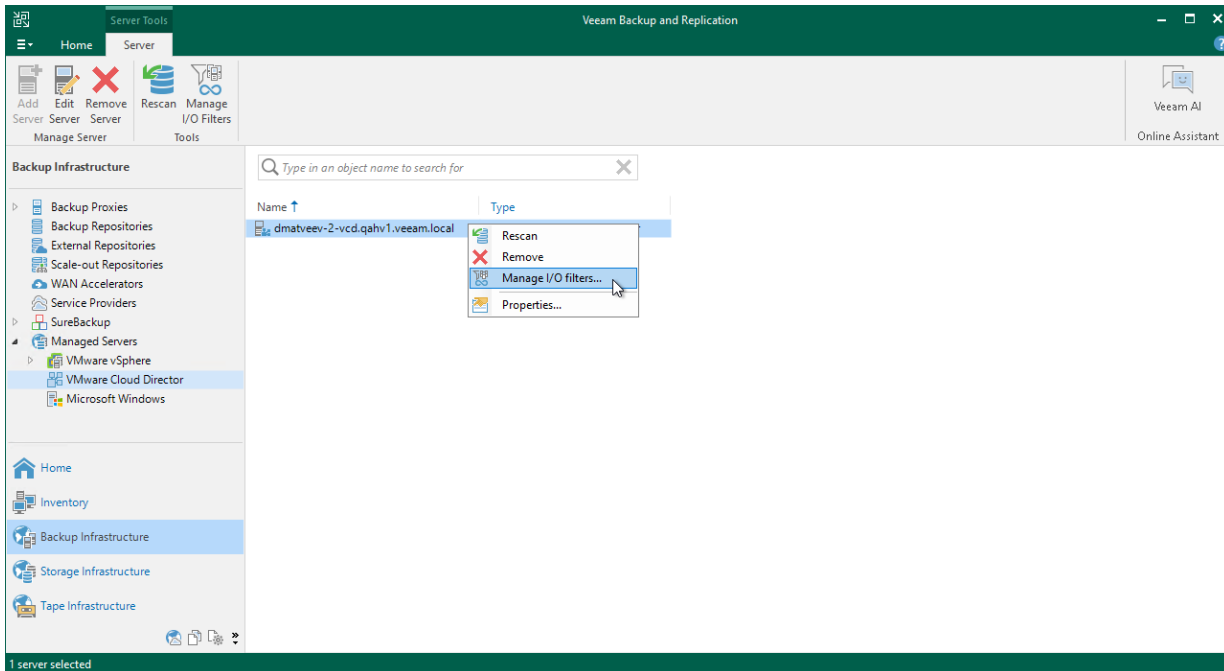 Server Tools
Veeam Backup and Replication
Home
Server
Add Server
Edit Server
Remove Server
Rescan
Manage I/O Filters
Manage Server
Tools
Veeam AI
Online Assistant
Backup Infrastructure
Backup Proxies
Backup Repositories
External Repositories
Scale-out Repositories
WAN Accelerators
Service Providers
SureBackup
Managed Servers
VMware vSphere
VMware Cloud Director
Microsoft Windows
Home
Inventory
Backup Infrastructure
Storage Infrastructure
Tape Infrastructure
Type in an object name to search for
Name
Type
dmatveev-2-vcd.qahv1.veeam.local
Rescan
Remove
Manage I/O filters...
Properties...
1 server selected